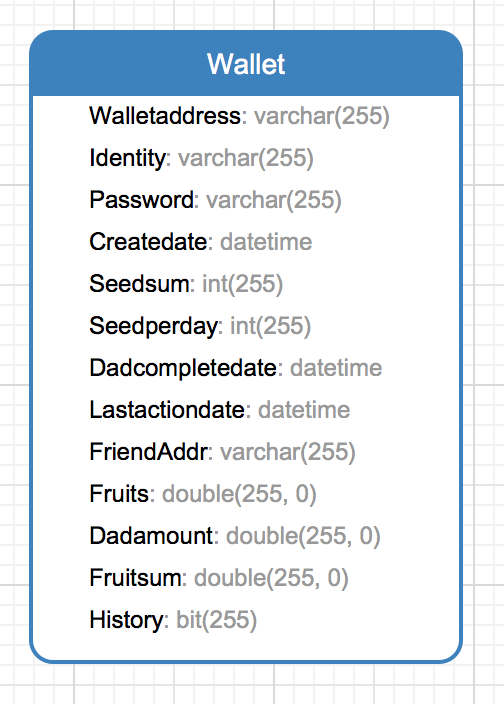 Wallet
Walletaddress: varchar(255)
Identity: varchar(255)
Password: varchar(255)
Createdate: datetime
Seedsum: int(255)
Seedperday: int(255)
Dadcompletedate: datetime
Lastactiondate: datetime
FriendAddr: varchar(255)
Fruits: double(255, 0)
Dadamount: double(255, 0)
Fruitsum: double(255, 0)
History: bit(255)